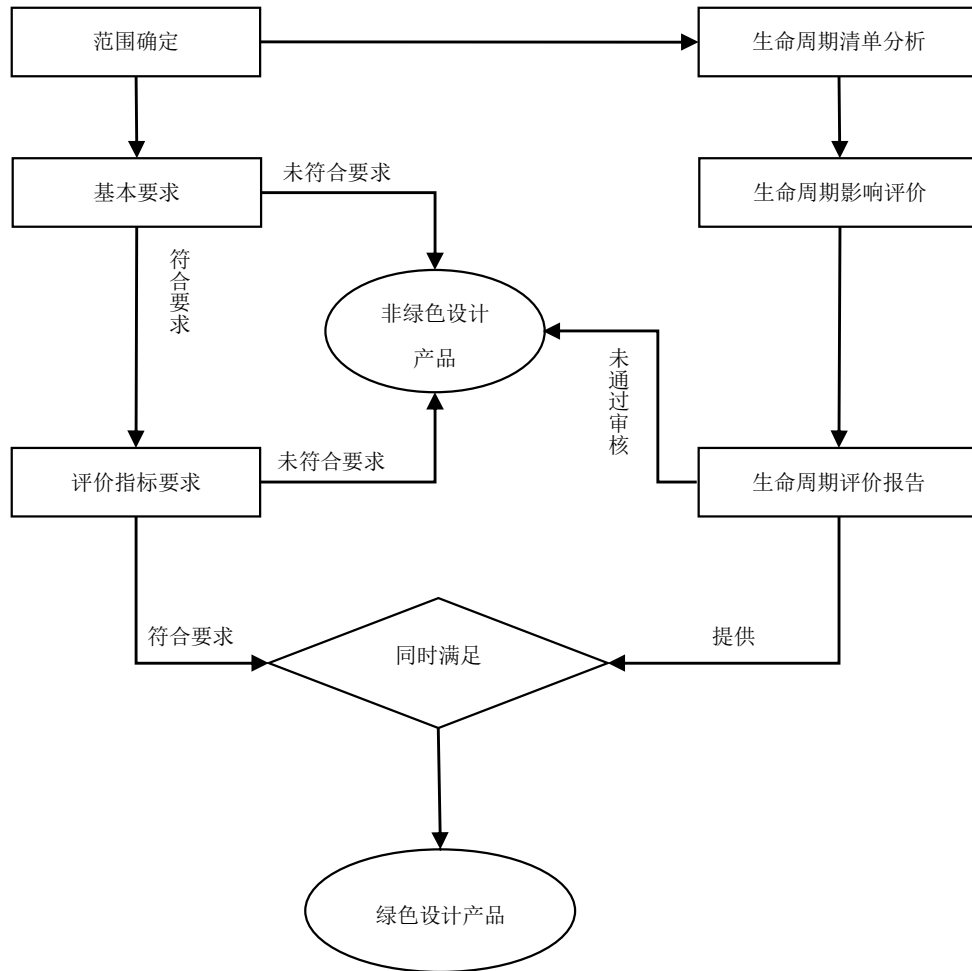 范围确定
生命周期清单分析
未符合要求
基本要求
生命周期影响评价
符合要求
非绿色设计
产品
未通过审核
未符合要求
评价指标要求
生命周期评价报告
符合要求
同时满足
提供
绿色设计产品